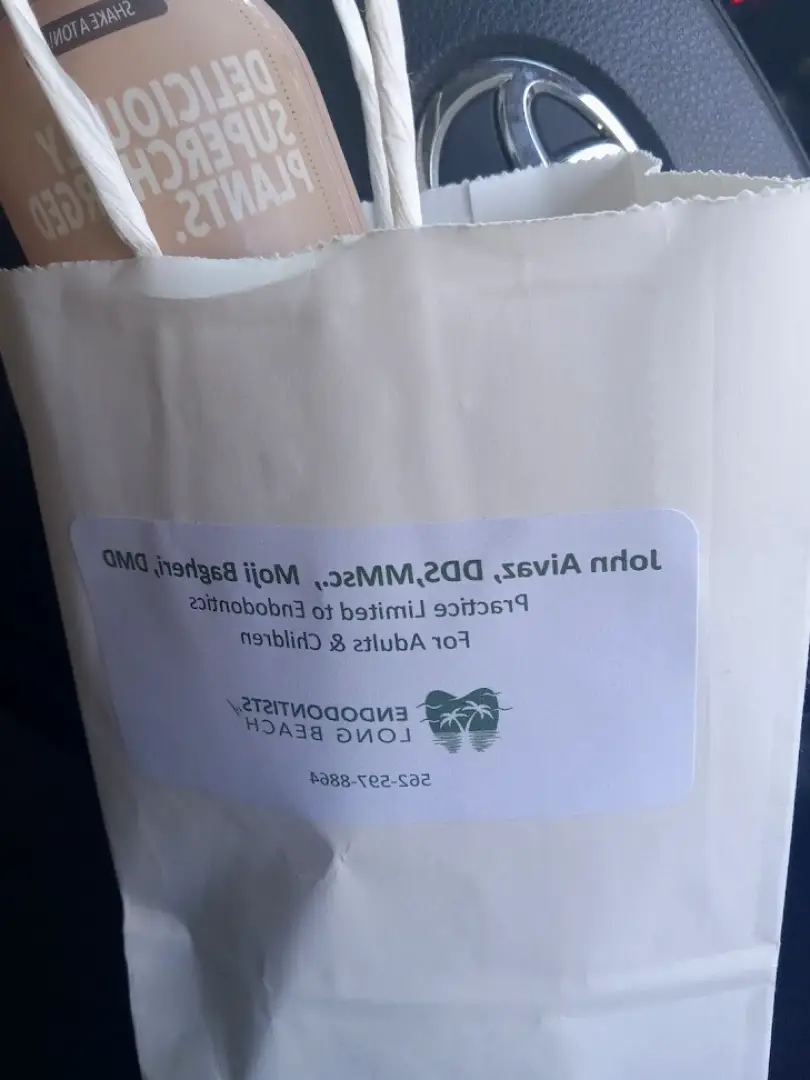 SHAKE A TON!
DELICIOUSLY
SUPERCHARGED
PLANTS.
John Aivaz, DDS,MMsc., Moji Bagheri, DMD
Practice Limited to Endodontics
For Adults & Children
ENDODONTISTS of
LONG BEACH
562-597-8864